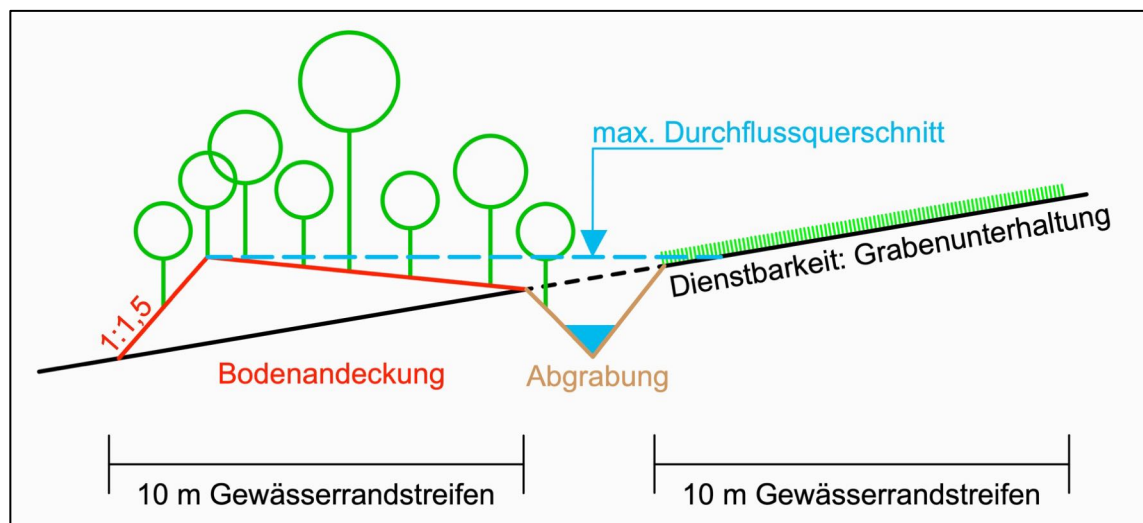 max. Durchflussquerschnitt
Dienstbarkeit: Grabenunterhaltung
1:1,5
Bodenandeckung
Abgrabung
10 m Gewässerrandstreifen
10 m Gewässerrandstreifen